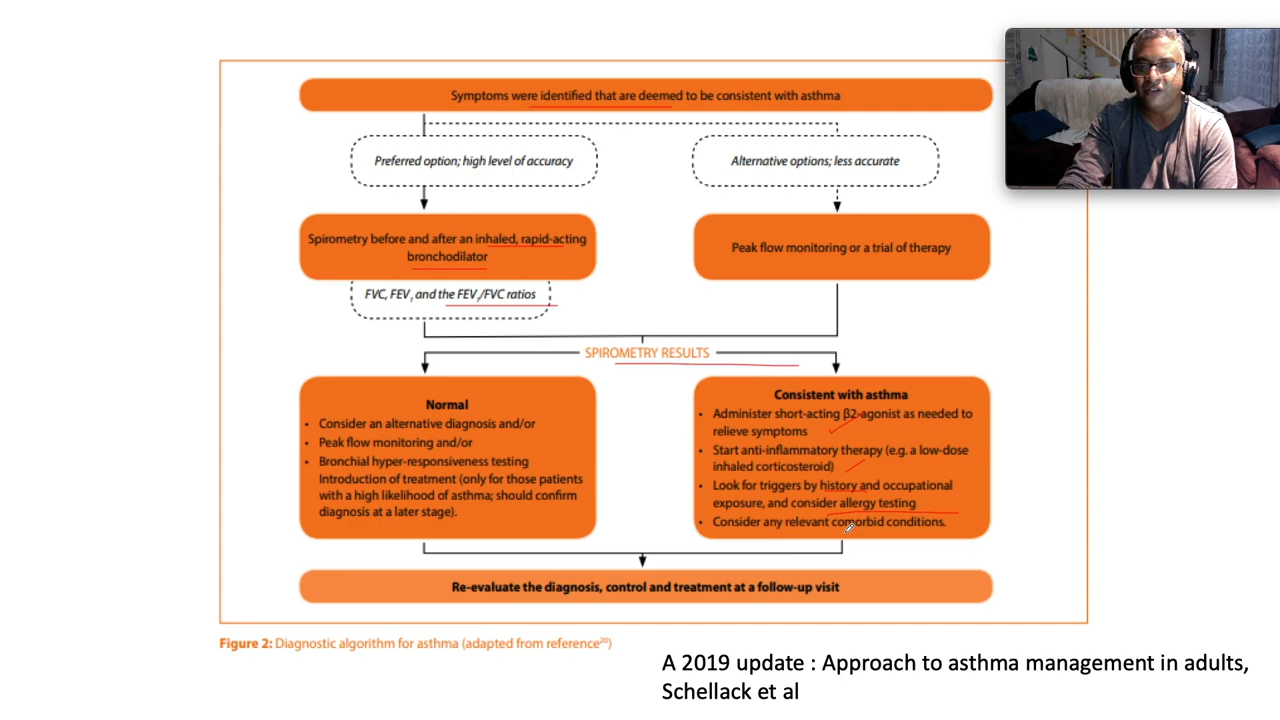 Symptoms were identified that are deemed to be consistent with asthma
Preferred option; high level of accuracy
Alternative options; less accurate
Spirometry before and after an inhaled, rapid-acting
bronchodilator
Peak flow monitoring or a trial of therapy
FVC, FEV₁ and the FEV₁/FVC ratios
SPIROMETRY RESULTS
Normal
• Consider an alternative diagnosis and/or
• Peak flow monitoring and/or
• Bronchial hyper-responsiveness testing
Introduction of treatment (only for those patients
with a high likelihood of asthma; should confirm
diagnosis at a later stage).
Consistent with asthma
• Administer short-acting β2-agonist as needed to
relieve symptoms
• Start anti-inflammatory therapy (e.g. a low-dose
inhaled corticosteroid)
• Look for triggers by history and occupational
exposure, and consider allergy testing
• Consider any relevant comorbid conditions.
Re-evaluate the diagnosis, control and treatment at a follow-up visit
Figure 2: Diagnostic algorithm for asthma (adapted from reference²⁰)
A 2019 update : Approach to asthma management in adults,
Schellack et al